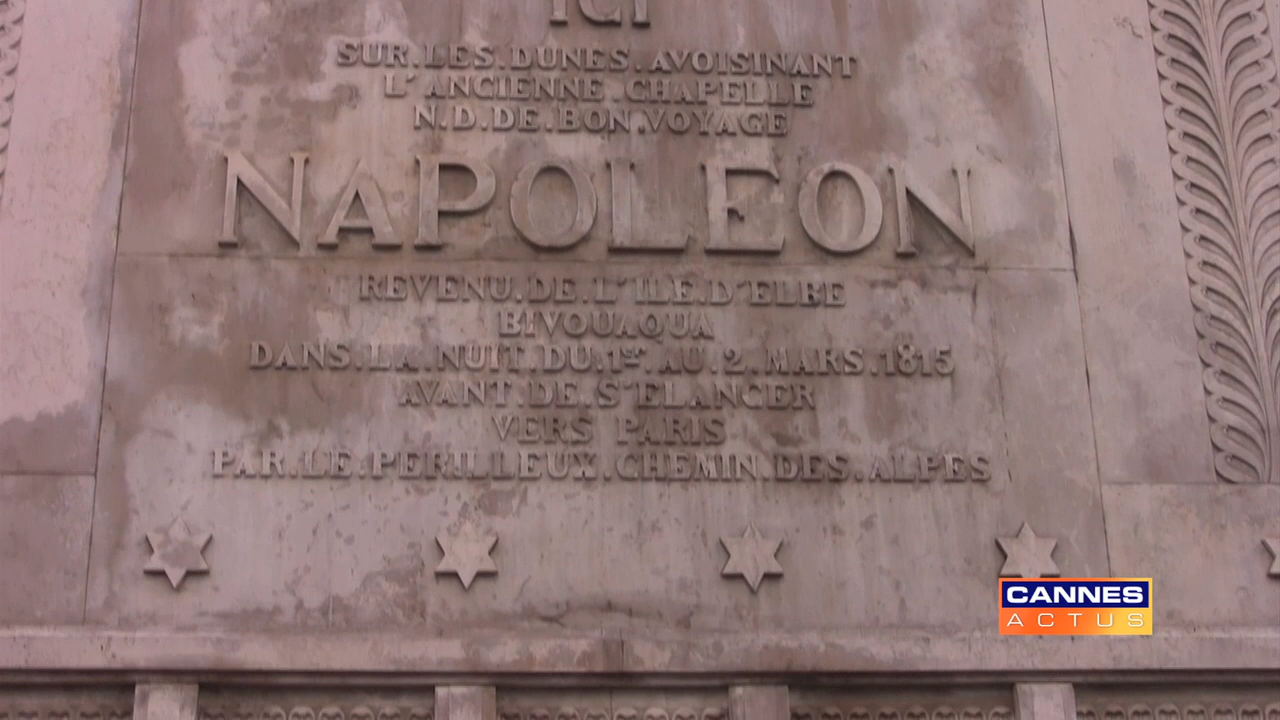 ICI
SUR.LES.DUNES.AVOISINANT
L'ANCIENNE.CHAPELLE
N.D.DE.BON.VOYAGE
NAPOLEON
REVENU.DE.L'ILE.D'ELBE
BIVOUAQUA
DANS.LA.NUIT.DU.1er.AU.2.MARS.1815
AVANT.DE.S'ELANCER
VERS PARIS
PAR.LE.PERILLEUX.CHEMIN.DES.ALPES
CANNES
ACTUS